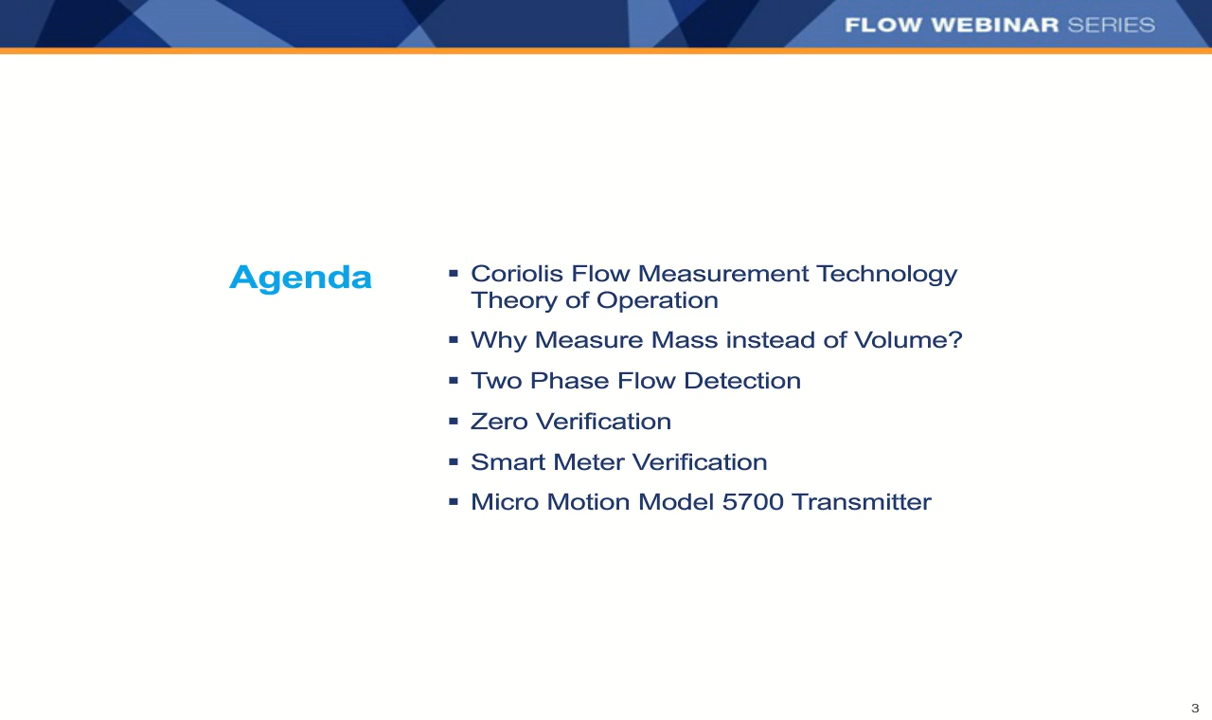 FLOW WEBINAR SERIES
Agenda
▪ Coriolis Flow Measurement Technology
Theory of Operation
▪ Why Measure Mass instead of Volume?
▪ Two Phase Flow Detection
▪ Zero Verification
▪ Smart Meter Verification
▪ Micro Motion Model 5700 Transmitter
3